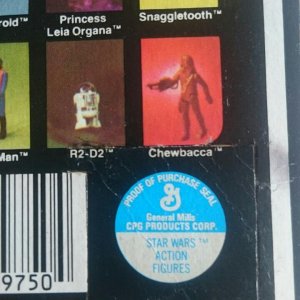 roid™
Princess
Leia Organa™
Snaggletooth™
Man™
R2-D2™
Chewbacca™
9750
PROOF OF PURCHASE SEAL
G
General Mills
CPG PRODUCTS CORP.
STAR WARS™
ACTION
FIGURES